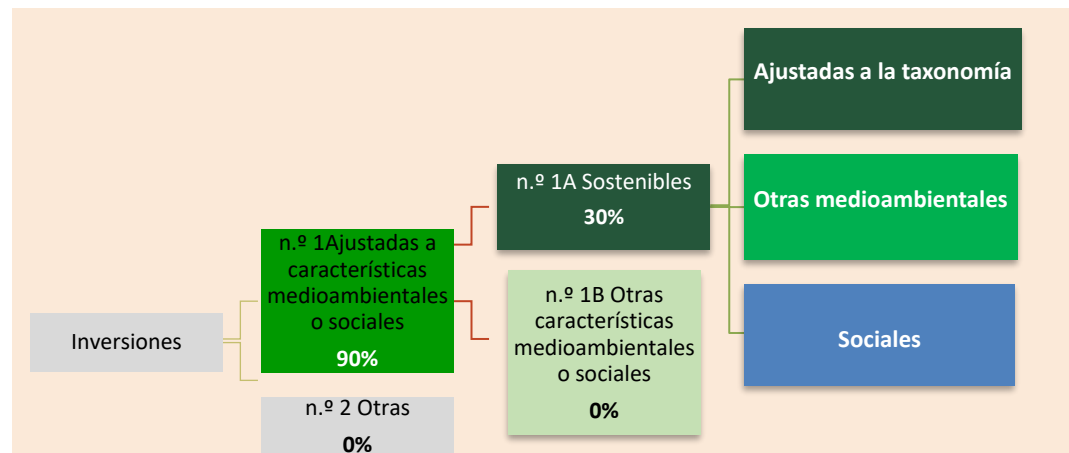 Inversiones
n.º 1Ajustadas a
características
medioambientales
o sociales
90%
n.º 2 Otras
0%
n.º 1A Sostenibles
30%
n.º 1B Otras
características
medioambientales
o sociales
0%
Ajustadas a la taxonomía
Otras medioambientales
Sociales